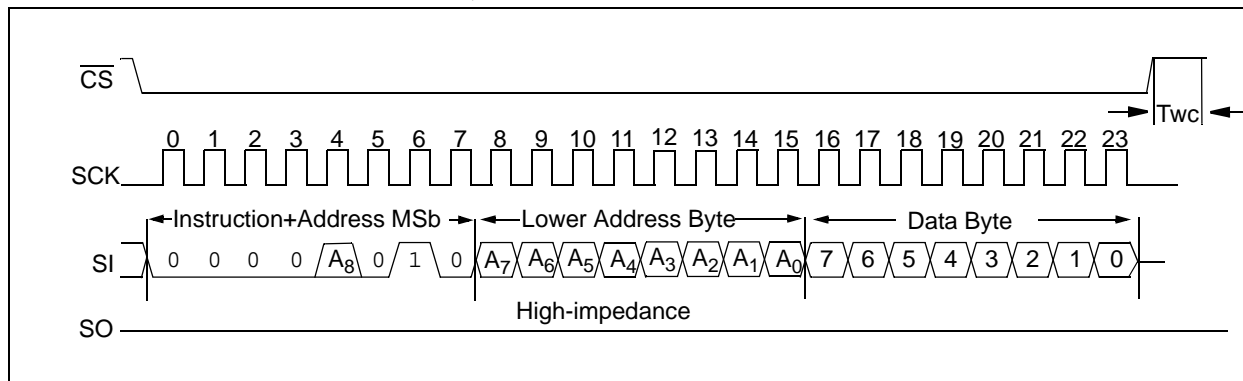 CS
Twc
0 1 2 3 4 5 6 7 8 9 10 11 12 13 14 15 16 17 18 19 20 21 22 23
SCK
Instruction+Address MSb Lower Address Byte Data Byte
SI 0 0 0 0 A8 0 1 0 A7 A6 A5 A4 A3 A2 A1 A0 7 6 5 4 3 2 1 0
High-impedance
SO